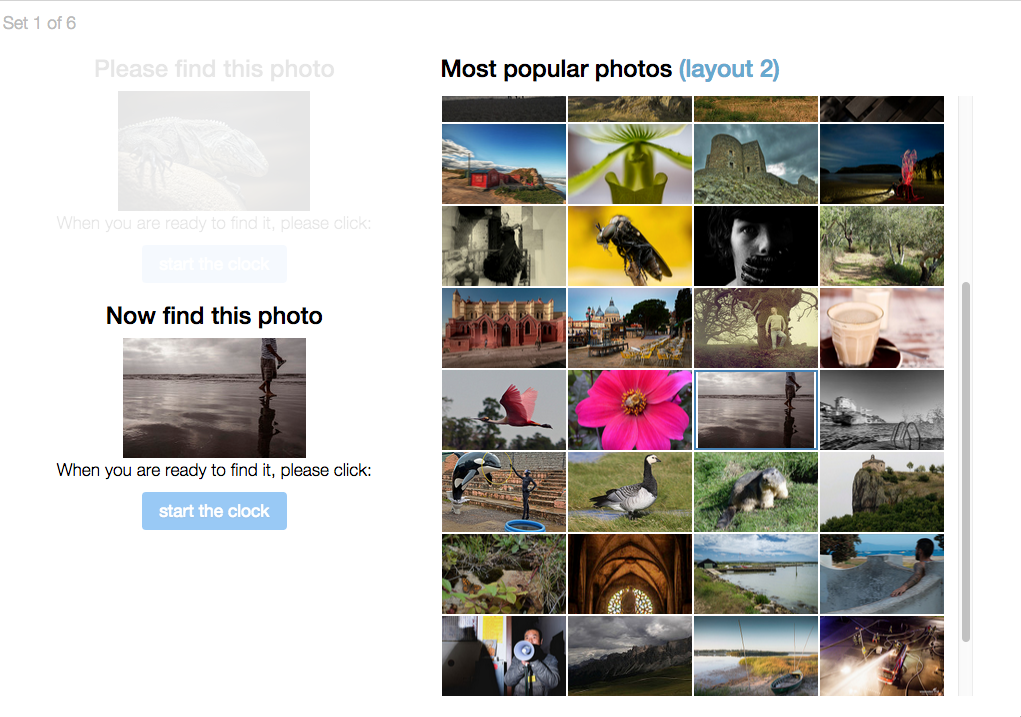 Set 1 of 6
Please find this photo
When you are ready to find it, please click:
start the clock
Now find this photo
When you are ready to find it, please click:
start the clock
Most popular photos (layout 2)